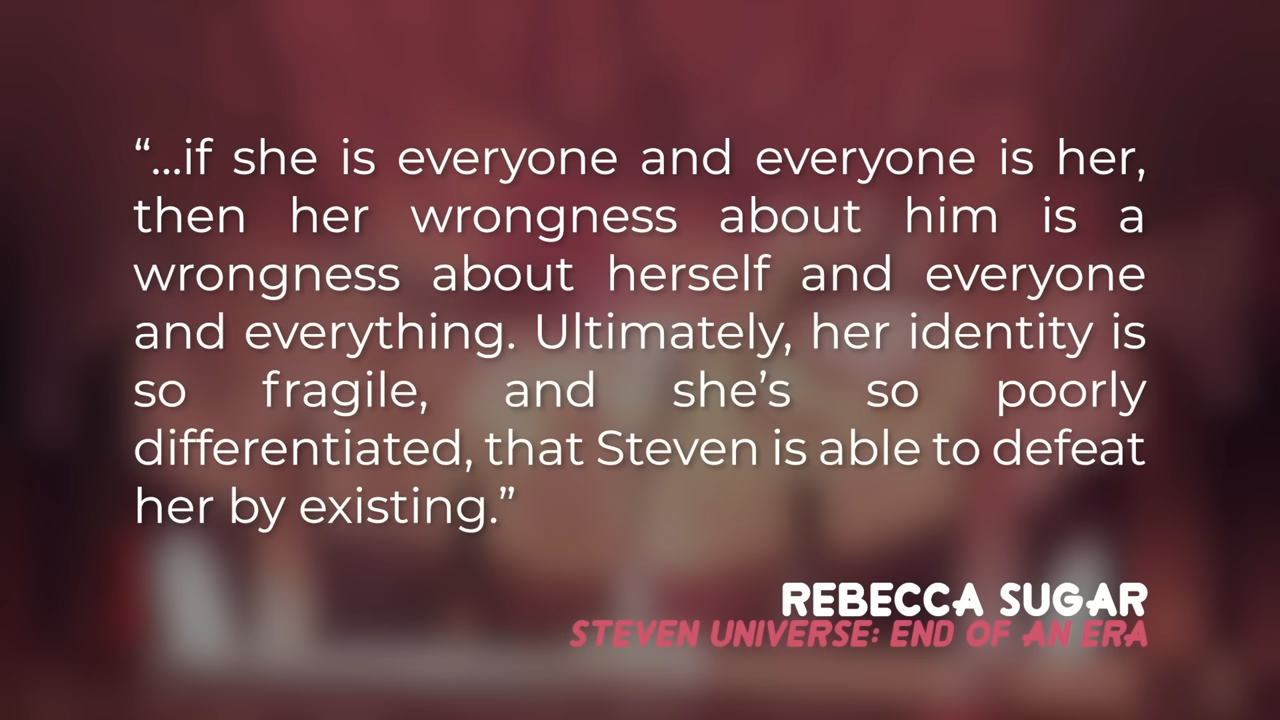 “...if she is everyone and everyone is her,
then her wrongness about him is a
wrongness about herself and everyone
and everything. Ultimately, her identity is
so fragile, and she’s so poorly
differentiated, that Steven is able to defeat
her by existing.”
REBECCA SUGAR
STEVEN UNIVERSE: END OF AN ERA